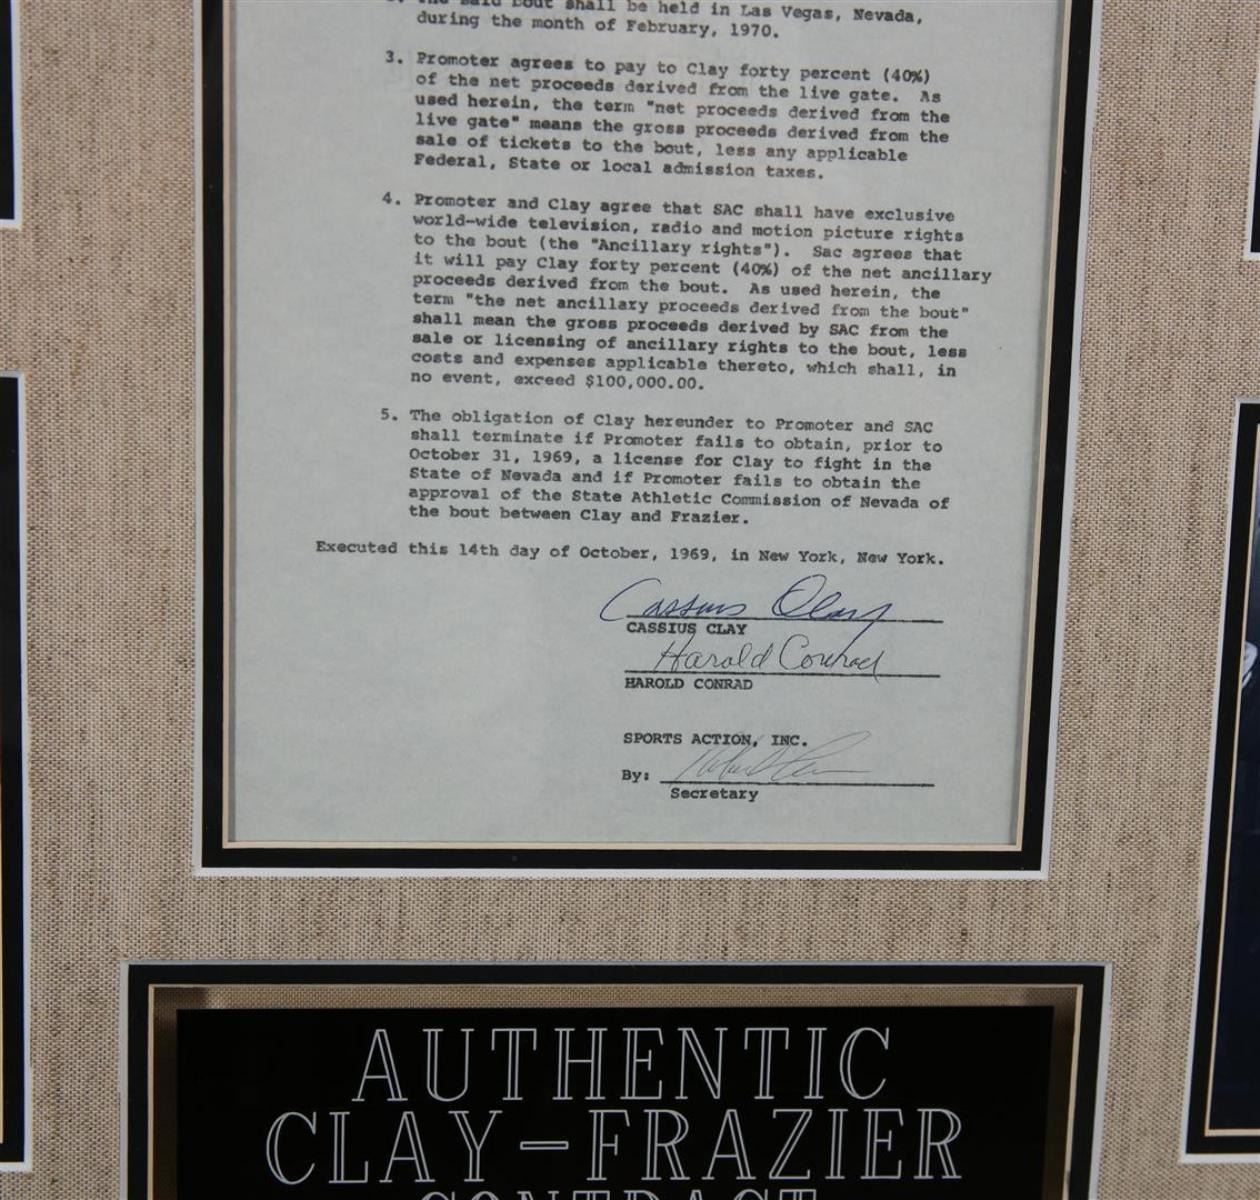 said bout shall be held in Las Vegas, Nevada,
during the month of February, 1970.
3. Promoter agrees to pay to Clay forty percent (40%)
of the net proceeds derived from the live gate. As
used herein, the term "net proceeds derived from the
live gate" means the gross proceeds derived from the
sale of tickets to the bout, less any applicable
Federal, State or local admission taxes.
4. Promoter and Clay agree that SAC shall have exclusive
world-wide television, radio and motion picture rights
to the bout (the "Ancillary rights"). Sac agrees that
it will pay Clay forty percent (40%) of the net ancillary
proceeds derived from the bout. As used herein, the
term "the net ancillary proceeds derived from the bout"
shall mean the gross proceeds derived by SAC from the
sale or licensing of ancillary rights to the bout, less
costs and expenses applicable thereto, which shall, in
no event, exceed $100,000.00.
5. The obligation of Clay hereunder to Promoter and SAC
shall terminate if Promoter fails to obtain, prior to
October 31, 1969, a license for Clay to fight in the
State of Nevada and if Promoter fails to obtain the
approval of the State Athletic Commission of Nevada of
the bout between Clay and Frazier.
Executed this 14th day of October, 1969, in New York, New York.
Cassius Clay
CASSIUS CLAY
Harold Conrad
HAROLD CONRAD
SPORTS ACTION, INC.
By:
Secretary
AUTHENTIC
CLAY-FRAZIER
CONTRACT